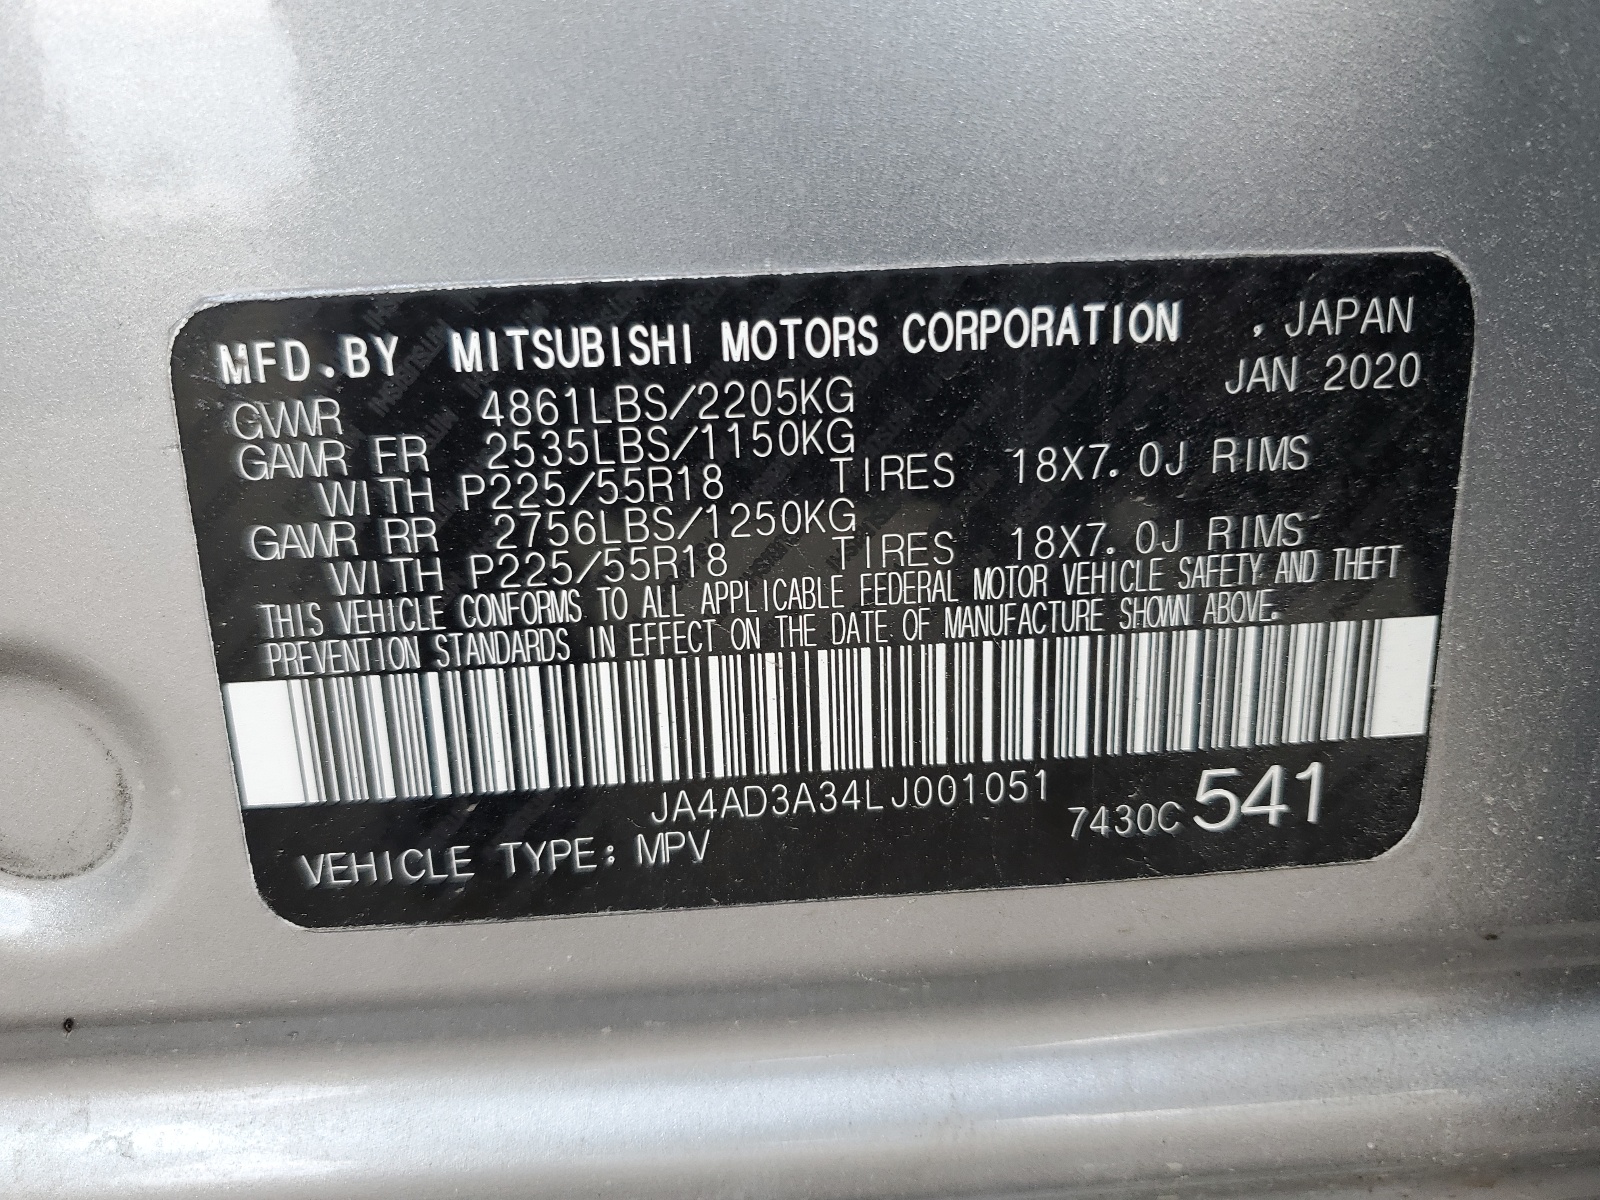 MFD.BY MITSUBISHI MOTORS CORPORATION , JAPAN
JAN 2020
GVWR 4861LBS/2205KG
GAWR FR 2535LBS/1150KG
WITH P225/55R18 TIRES 18X7.0J RIMS
GAWR RR 2756LBS/1250KG
WITH P225/55R18 TIRES 18X7.0J RIMS
THIS VEHICLE CONFORMS TO ALL APPLICABLE FEDERAL MOTOR VEHICLE SAFETY AND THEFT
PREVENTION STANDARDS IN EFFECT ON THE DATE OF MANUFACTURE SHOWN ABOVE.
JA4AD3A34LJ001051
7430C 541
VEHICLE TYPE: MPV